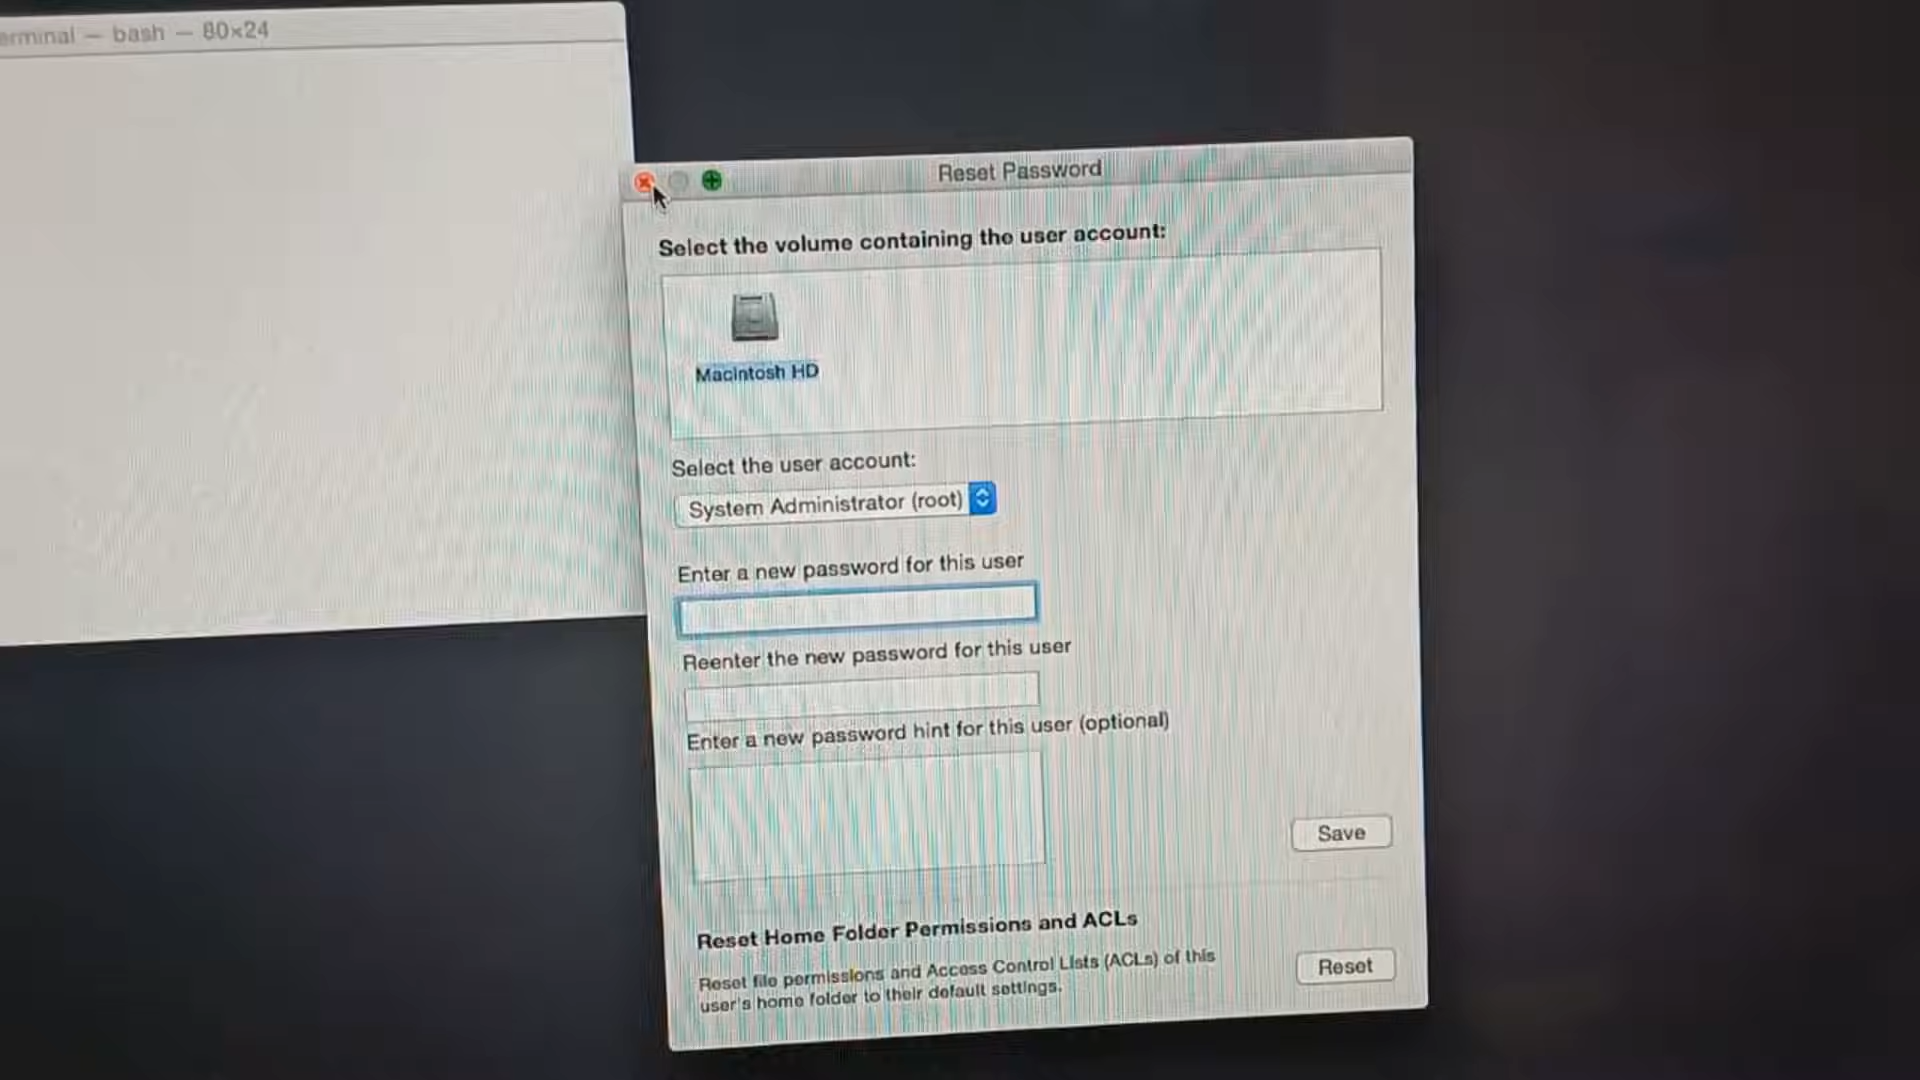 erminal — bash — 80×24
Reset Password
Select the volume containing the user account:
Macintosh HD
Select the user account:
System Administrator (root)
Enter a new password for this user
Reenter the new password for this user
Enter a new password hint for this user (optional)
Save
Reset Home Folder Permissions and ACLs
Reset file permissions and Access Control Lists (ACLs) of this
user's home folder to their default settings.
Reset